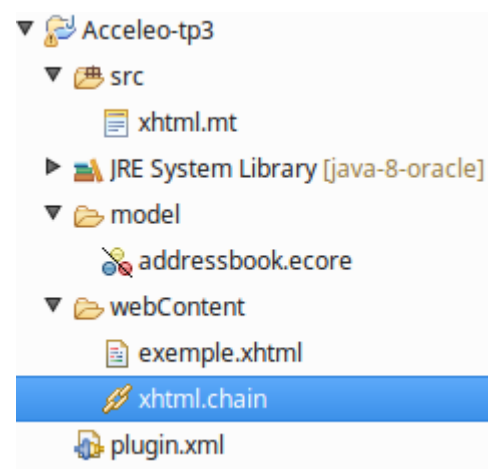 Acceleo-tp3
src
xhtml.mt
JRE System Library [java-8-oracle]
model
addressbook.ecore
webContent
exemple.xhtml
xhtml.chain
plugin.xml